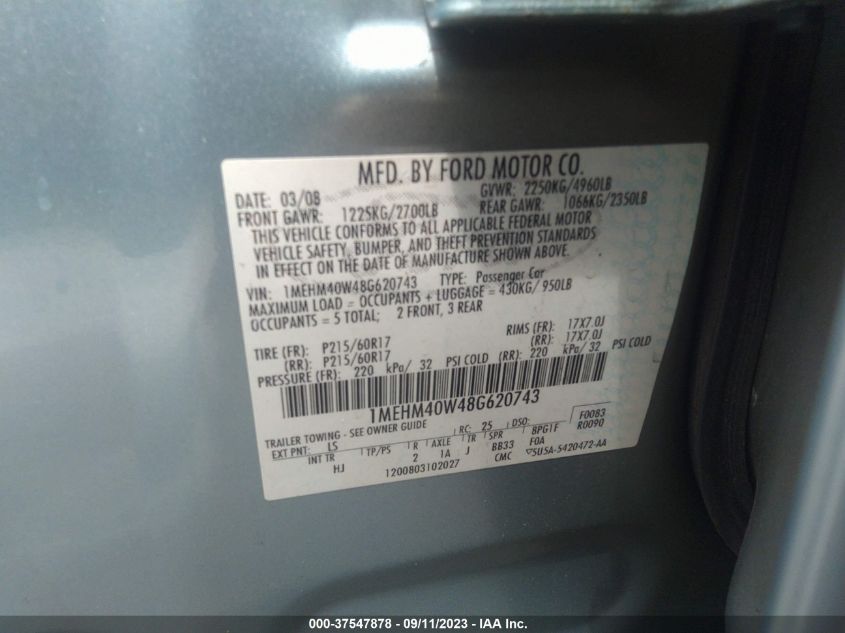 MFD. BY FORD MOTOR CO.
DATE: 03/08 GVWR: 2250KG/4960LB
FRONT GAWR: 1225KG/2700LB REAR GAWR: 1066KG/2350LB
THIS VEHICLE CONFORMS TO ALL APPLICABLE FEDERAL MOTOR
VEHICLE SAFETY, BUMPER, AND THEFT PREVENTION STANDARDS
IN EFFECT ON THE DATE OF MANUFACTURE SHOWN ABOVE.
VIN: 1MEHM40W48G620743 TYPE: Passenger Car
MAXIMUM LOAD = OCCUPANTS + LUGGAGE = 430KG/ 950LB
OCCUPANTS = 5 TOTAL; 2 FRONT, 3 REAR
TIRE (FR): P215/60R17 RIMS (FR): 17X7.0J
(RR): P215/60R17 (RR): 17X7.0J
PRESSURE (FR): 220 kPa/ 32 PSI COLD (RR): 220 kPa/ 32 PSI COLD
1MEHM40W48G620743
TRAILER TOWING - SEE OWNER GUIDE RC: 25 DSO: F0083
EXT PNT: LS R0090
INT TR TP/PS R AXLE TR SPR 8PGTF
HJ 2 1A J BB33 FOA
1200803102027 CMC ▽5U5A-5420472-AA
000-37547878 - 09/11/2023 - IAA Inc.